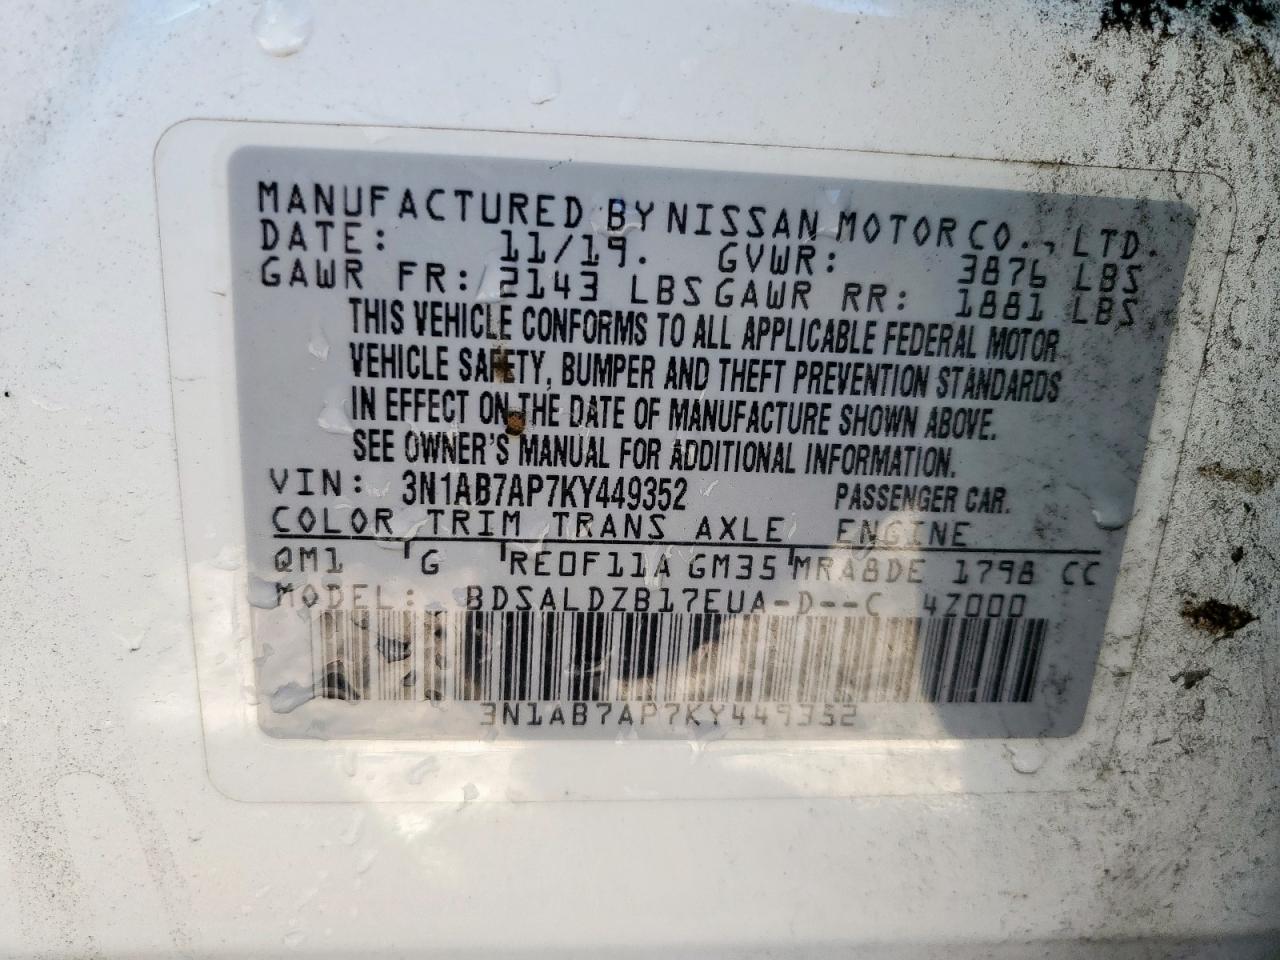 MANUFACTURED BY NISSAN MOTOR CO., LTD.
DATE: 11/19. GVWR: 3876 LBS
GAWR FR: 2143 LBS GAWR RR: 1881 LBS
THIS VEHICLE CONFORMS TO ALL APPLICABLE FEDERAL MOTOR
VEHICLE SAFETY, BUMPER AND THEFT PREVENTION STANDARDS
IN EFFECT ON THE DATE OF MANUFACTURE SHOWN ABOVE.
SEE OWNER'S MANUAL FOR ADDITIONAL INFORMATION.
VIN: 3N1AB7AP7KY449352 PASSENGER CAR.
COLOR TRIM TRANS AXLE ENGINE
QM1 G RE0F11A GM35 MRA8DE 1798 CC
MODEL: BDSALDZB17EUA-D--C 4Z000
3N1AB7AP7KY449352